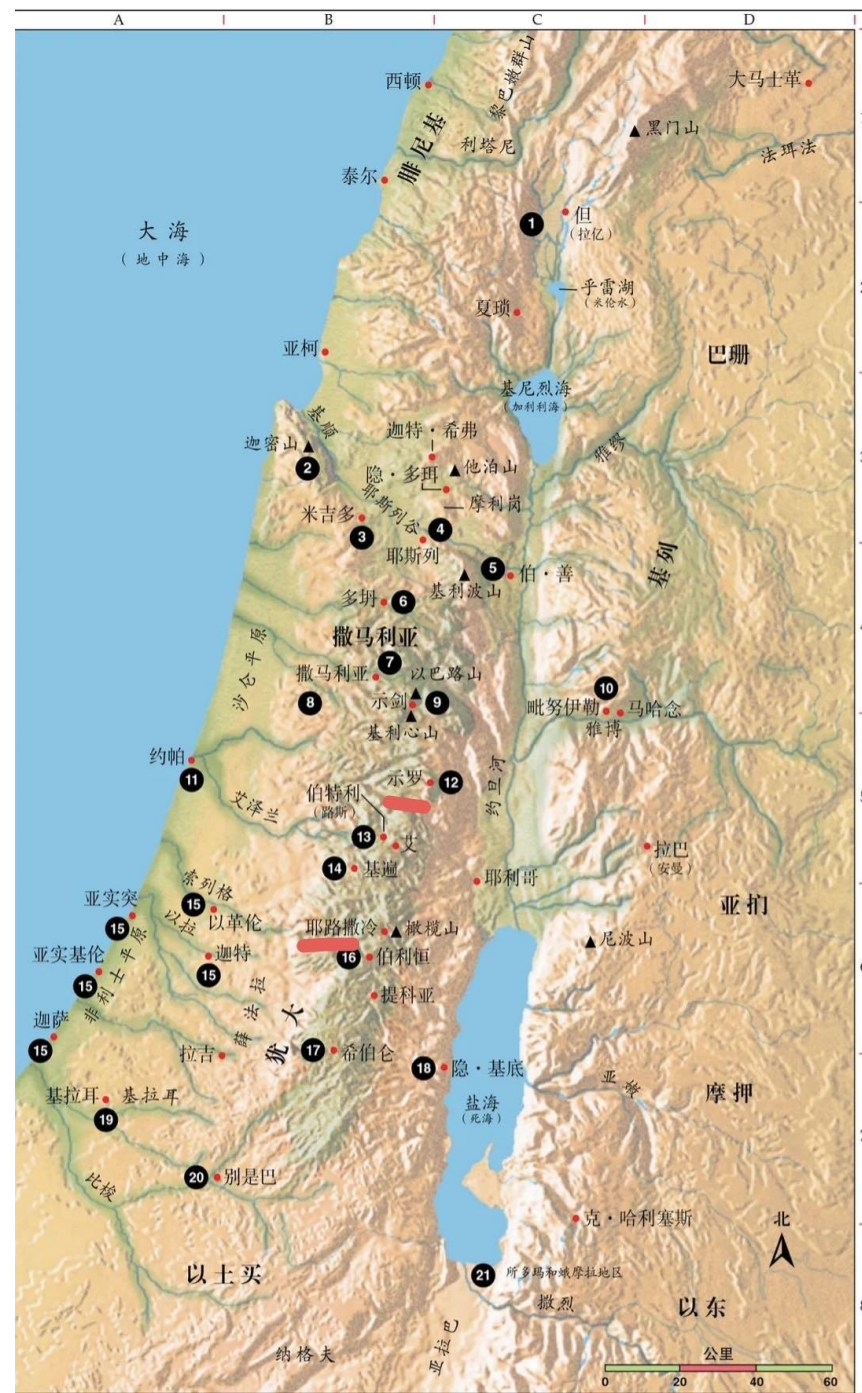 A
B
C
D
西顿
黎巴嫩群山
大马士革
腓尼基
黑门山
利塔尼
法珥法
泰尔
1
但
(拉亿)
大海
(地中海)
乎雷湖
(米伦水)
夏琐
亚柯
巴珊
基尼烈海
(加利利海)
基顺
迦特·希弗
迦密山
2
他泊山
雅缪
隐·多珥
耶斯列谷
摩利岗
米吉多
3
4
耶斯列
基列
5
伯·善
基利波山
多坍
6
撒马利亚
沙仑平原
7
以巴路山
撒马利亚
8
示剑
9
10
毗努伊勒
马哈念
雅博
基利心山
约帕
11
示罗
12
约旦河
艾泽兰
伯特利
(路斯)
13
艾
拉巴
(安曼)
14
基遍
耶利哥
索列格
15
以革伦
亚实突
15
以拉
亚扪
耶路撒冷
橄榄山
尼波山
亚实基伦
15
非利士平原
迦特
15
16
伯利恒
提科亚
迦萨
15
薛法拉
犹大
拉吉
17
希伯仑
18
隐·基底
基拉耳
基拉耳
19
盐海
(死海)
摩押
比梭
20
别是巴
克·哈利塞斯
北
以土买
21
所多玛和蛾摩拉地区
撒烈
以东
纳格夫
亚拉巴
公里
0 20 40 60